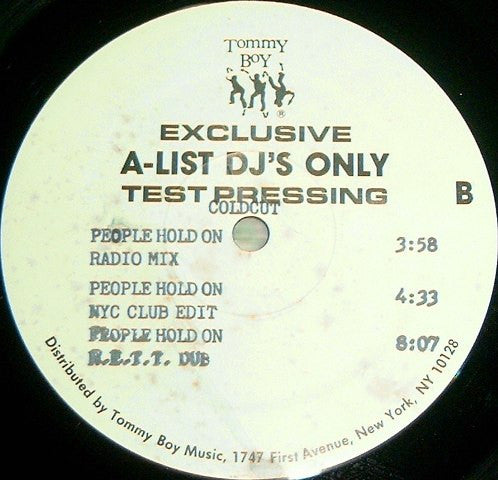 Tommy
Boy
®
EXCLUSIVE
A-LIST DJ'S ONLY
TEST PRESSING
B
COLDCUT
PEOPLE HOLD ON
RADIO MIX
3:58
PEOPLE HOLD ON
NYC CLUB EDIT
4:33
PEOPLE HOLD ON
DUB
8:07
Distributed by Tommy Boy Music, 1747 First Avenue, New York, NY 10128